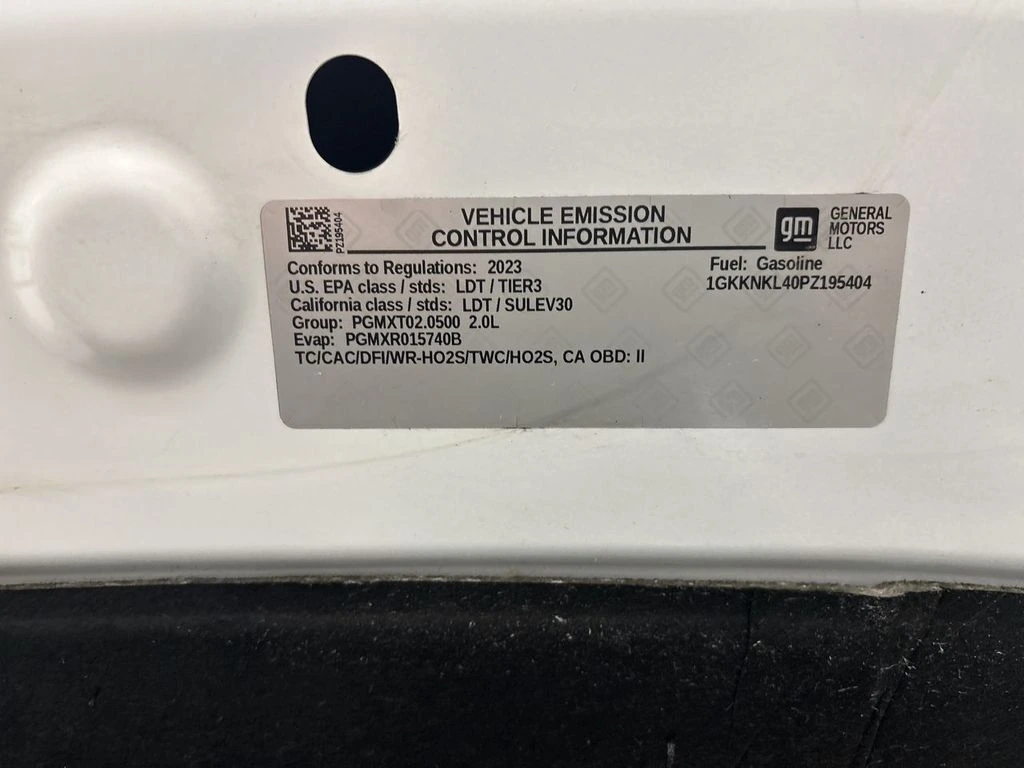 VEHICLE EMISSION
CONTROL INFORMATION
PZ195404
gm
GENERAL
MOTORS
LLC
Conforms to Regulations: 2023
U.S. EPA class / stds: LDT / TIER3
California class / stds: LDT / SULEV30
Group: PGMXT02.0500 2.0L
Evap: PGMXR015740B
TC/CAC/DFI/WR-HO2S/TWC/HO2S, CA OBD: II
Fuel: Gasoline
1GKKNKL40PZ195404